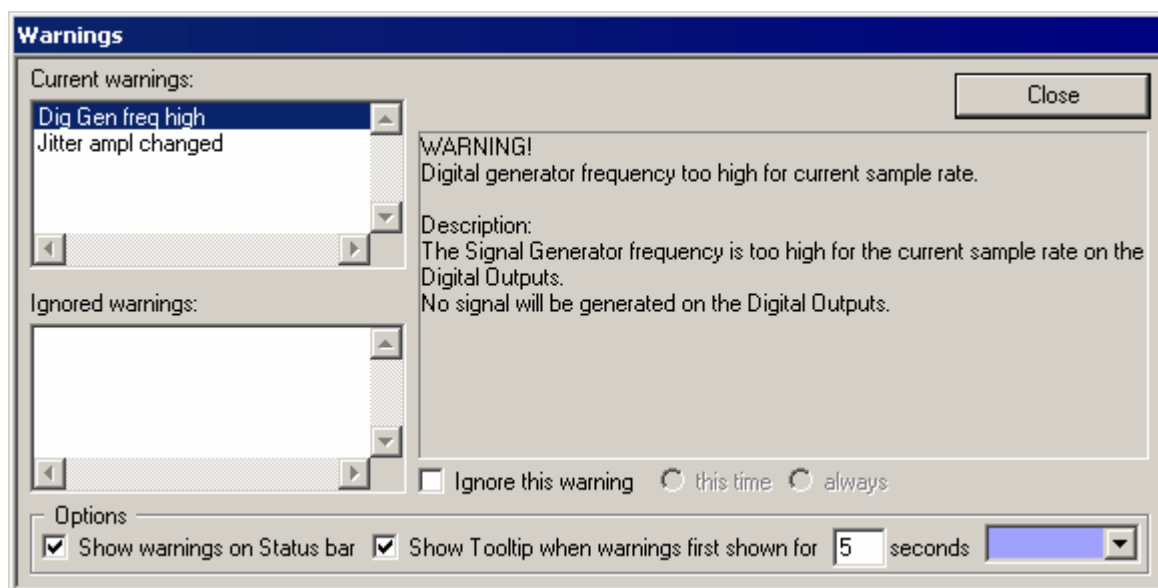 Warnings
Current warnings:
Dig Gen freq high
Jitter ampl changed
Close
WARNING!
Digital generator frequency too high for current sample rate.
Description:
The Signal Generator frequency is too high for the current sample rate on the
Digital Outputs.
No signal will be generated on the Digital Outputs.
Ignored warnings:
Ignore this warning this time always
Options
Show warnings on Status bar Show Tooltip when warnings first shown for 5 seconds